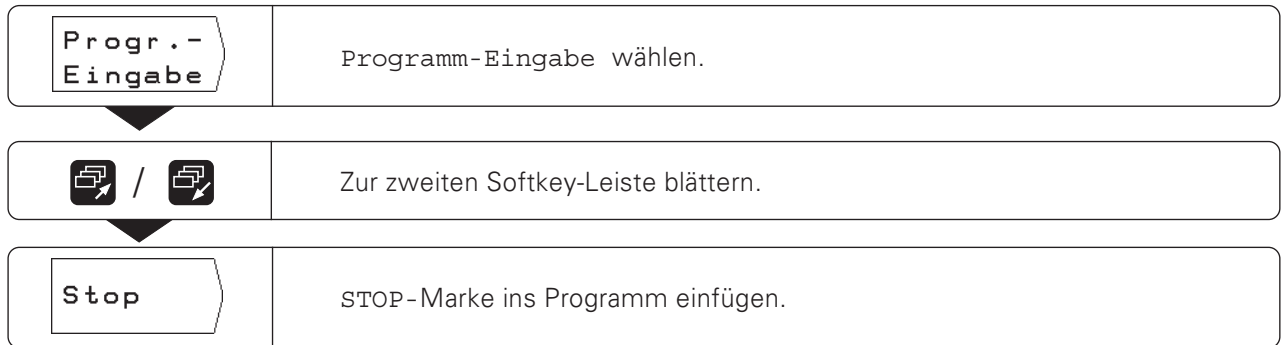 Progr.-
Eingabe
Programm-Eingabe wählen.
/
Zur zweiten Softkey-Leiste blättern.
Stop
STOP-Marke ins Programm einfügen.